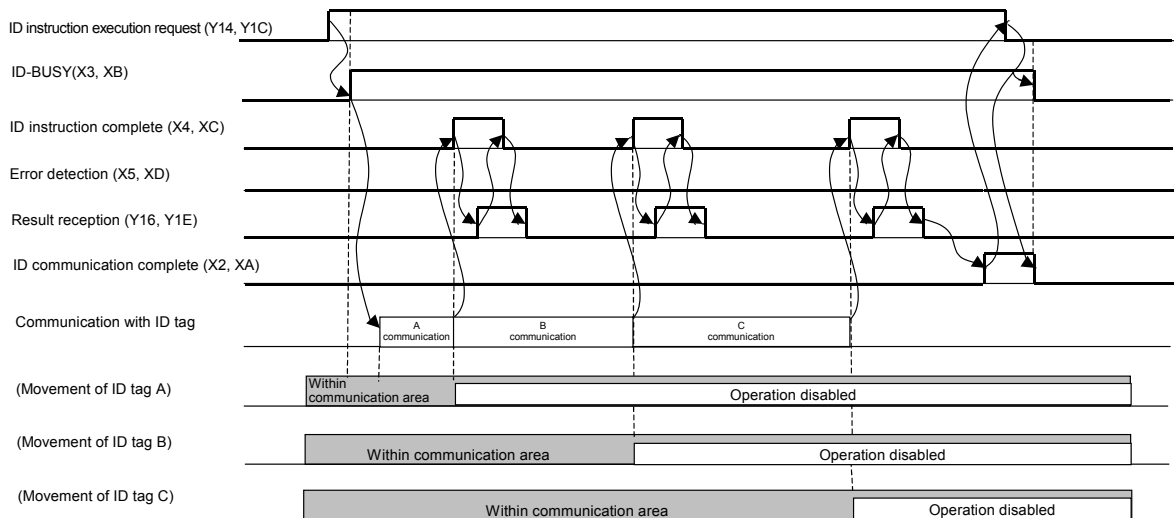 ID instruction execution request (Y14, Y1C)
ID-BUSY(X3, XB)
ID instruction complete (X4, XC)
Error detection (X5, XD)
Result reception (Y16, Y1E)
ID communication complete (X2, XA)
Communication with ID tag
A
communication
B
communication
C
communication
(Movement of ID tag A)
Within
communication area
Operation disabled
(Movement of ID tag B)
Within communication area
Operation disabled
(Movement of ID tag C)
Within communication area
Operation disabled